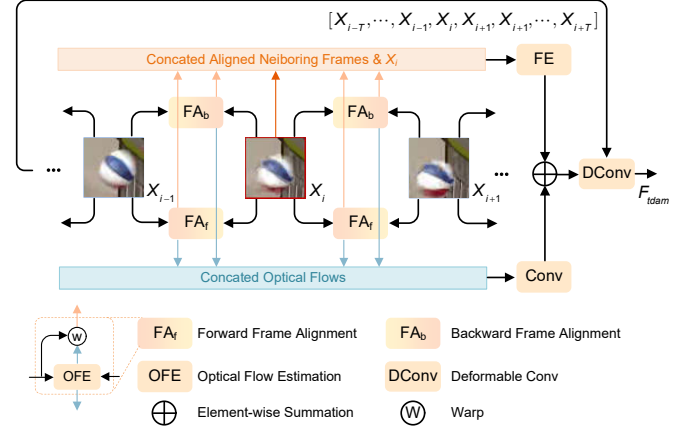 [X_{i-T}, ···, X_{i-1}, X_i, X_{i+1}, X_{i+1}, ···, X_{i+T}]
Concated Aligned Neiboring Frames & X_i
FE
FA_b
FA_b
...
X_{i-1}
X_i
X_{i+1}
...
DConv
F_{tdam}
FA_f
FA_f
Concated Optical Flows
Conv
W
OFE
FA_f Forward Frame Alignment
FA_b Backward Frame Alignment
OFE Optical Flow Estimation
DConv Deformable Conv
Element-wise Summation
W Warp